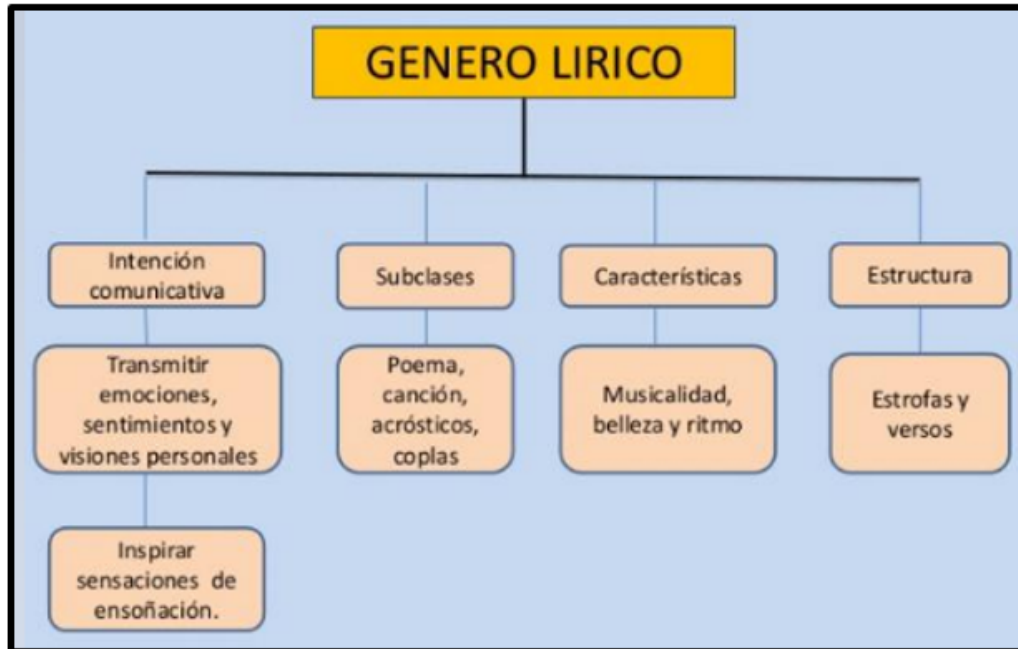 GENERO LIRICO
Intención
comunicativa
Subclases
Características
Estructura
Transmitir
emociones,
sentimientos y
visiones personales
Poema,
canción,
acrósticos,
coplas
Musicalidad,
belleza y ritmo
Estrofas y
versos
Inspirar
sensaciones de
ensoñación.